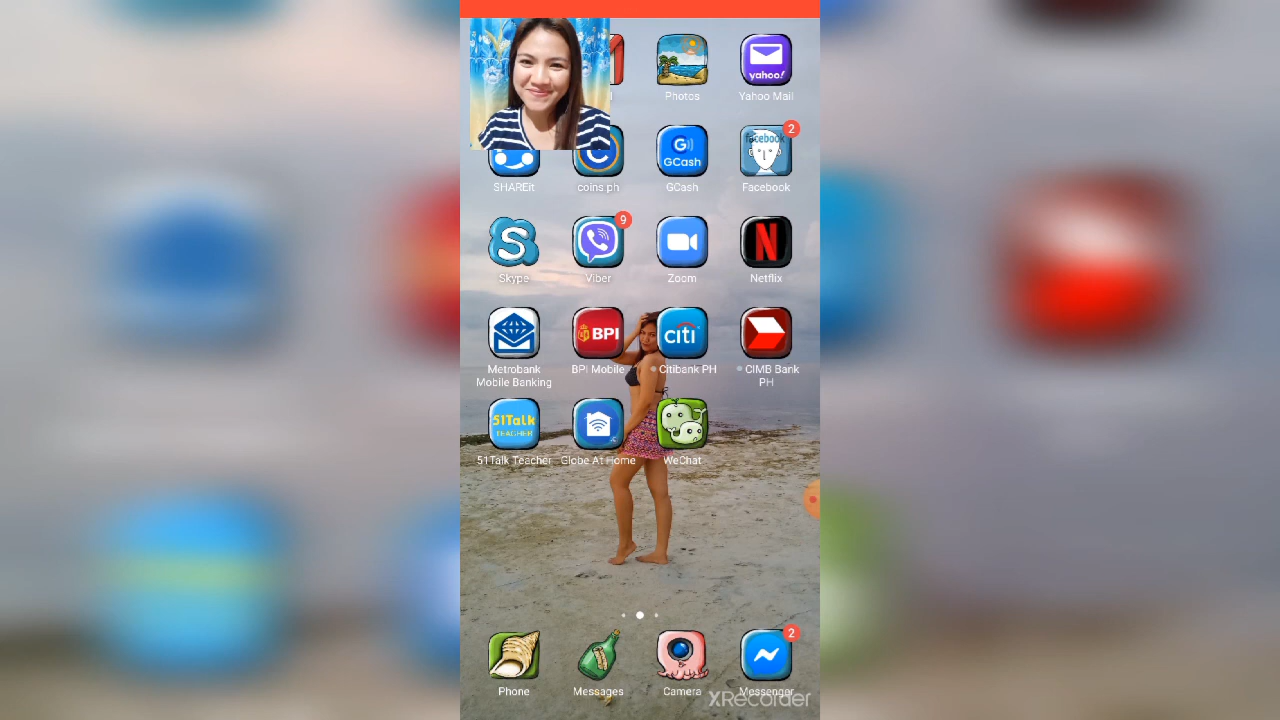 Photos
Yahoo Mail
yahoo!
SHAREit
coins ph
GCash
GCash
facebook
2
Facebook
Skype
9
Viber
Zoom
N
Netflix
BPI
citi
Metrobank
Mobile Banking
BPI Mobile
Citibank PH
CIMB Bank
PH
51Talk
TEACHER
51Talk Teacher
Globe At Home
WeChat
2
Phone
Messages
Camera
Messenger
XRecorder